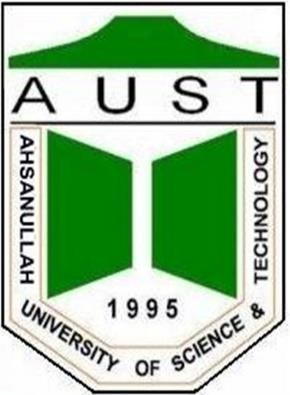 AUST
AHSANULLAH UNIVERSITY OF SCIENCE & TECHNOLOGY
1995